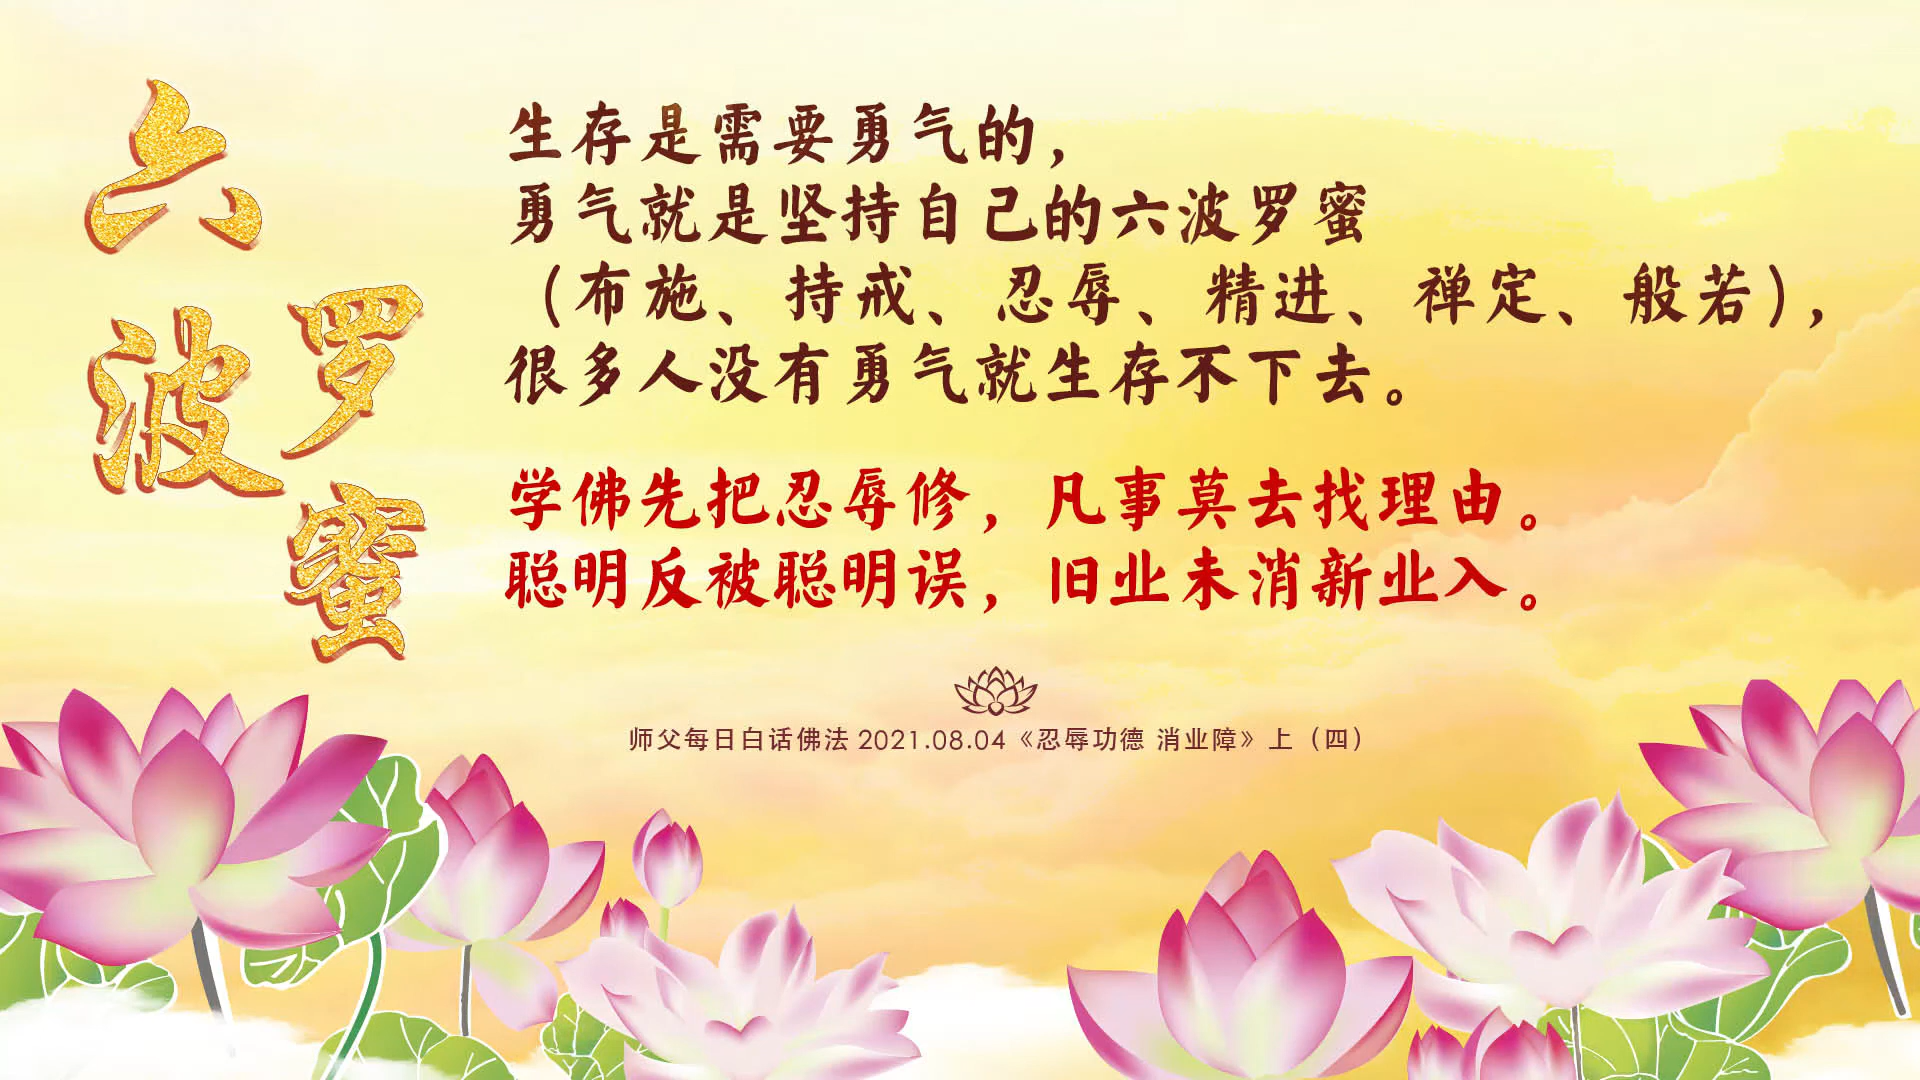 六波罗蜜
生存是需要勇气的，
勇气就是坚持自己的六波罗蜜
（布施、持戒、忍辱、精进、禅定、般若），
很多人没有勇气就生存不下去。
学佛先把忍辱修，凡事莫去找理由。
聪明反被聪明误，旧业未消新业入。
师父每日白话佛法 2021.08.04《忍辱功德 消业障》上（四）